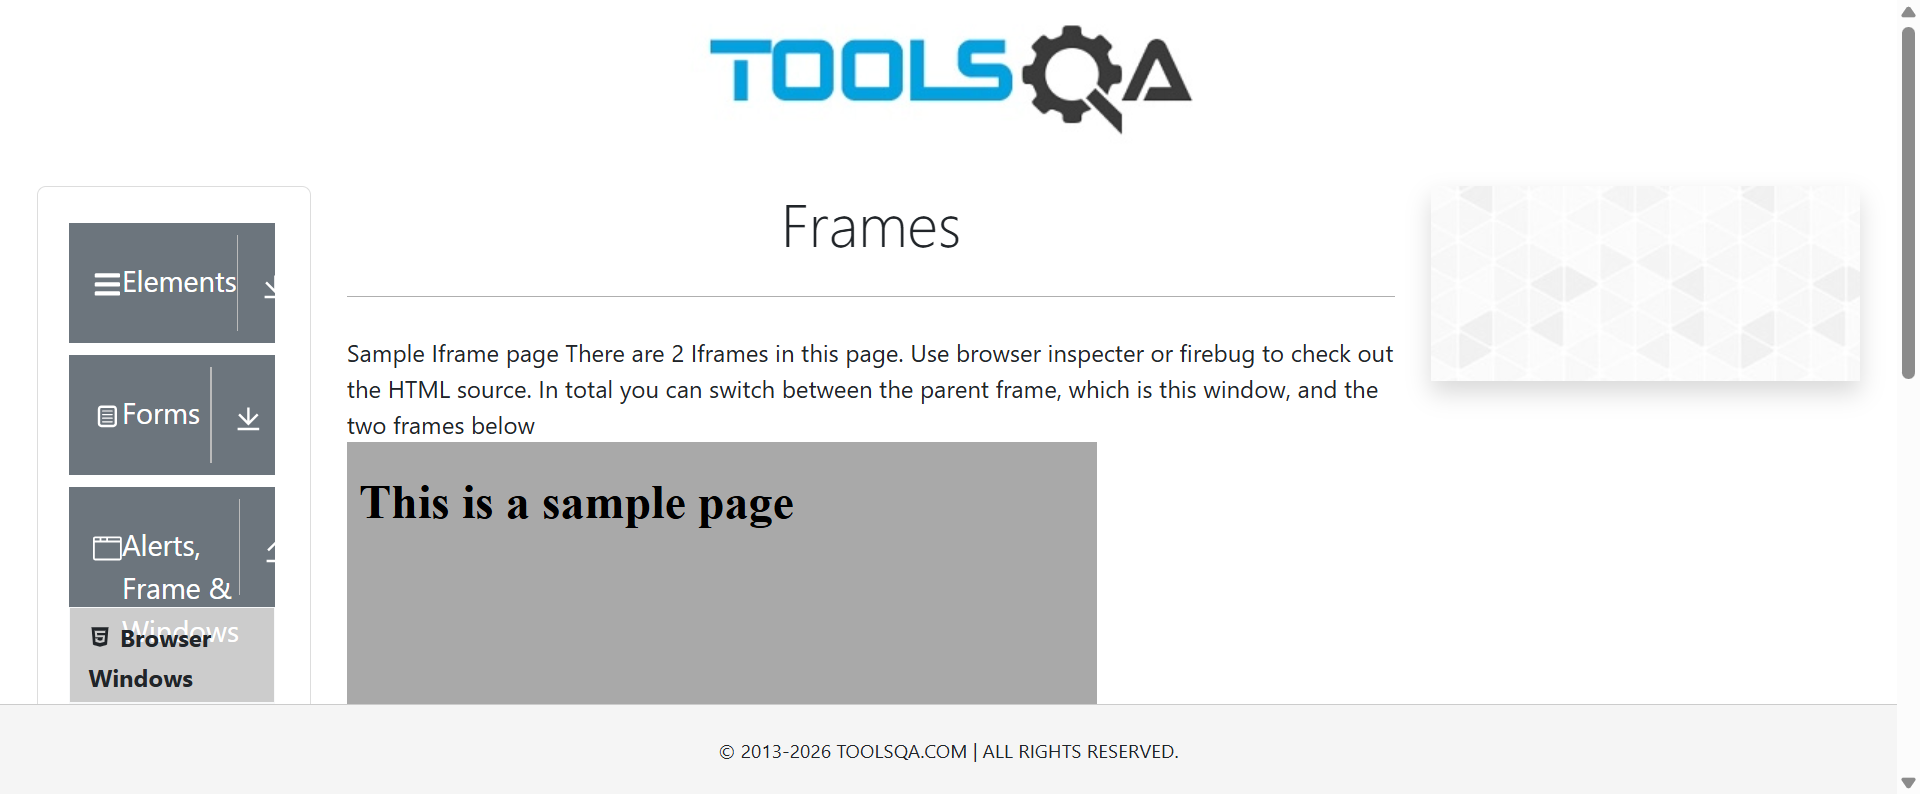 TOOLSQA
Elements
Forms
Alerts,
Frame &
Windows
Browser
Windows
Frames
Sample Iframe page There are 2 Iframes in this page. Use browser inspecter or firebug to check out
the HTML source. In total you can switch between the parent frame, which is this window, and the
two frames below
This is a sample page
© 2013-2026 TOOLSQA.COM | ALL RIGHTS RESERVED.